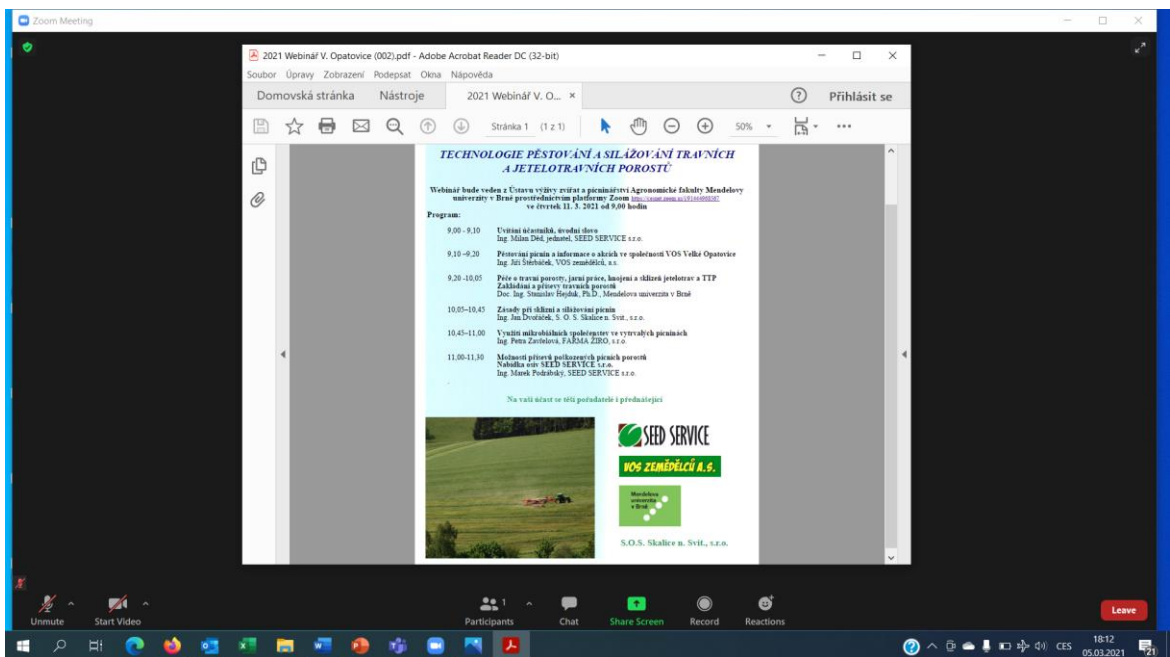 Zoom Meeting
2021 Webinář V. Opatovice (002).pdf - Adobe Acrobat Reader DC (32-bit)
Soubor Úpravy Zobrazení Podepsat Okna Nápověda
Domovská stránka Nástroje 2021 Webinář V. O... × Přihlásit se
Stránka 1 (1 z 1) 50%
TECHNOLOGIE PĚSTOVÁNÍ A SILÁŽOVÁNÍ TRAVNÍCH
A JETELOTRAVNÍCH POROSTŮ
Webinář bude veden z Ústavu výživy zvířat a pícninářství Agronomické fakulty Mendelovy
univerzity v Brně prostřednictvím platformy Zoom
ve čtvrtek 11. 3. 2021 od 9,00 hodin
Program:
9,00 - 9,10 Uvítání účastníků, úvodní slovo
Ing. Milan Děd, jednatel, SEED SERVICE s.r.o.
9,10 –9,20 Pěstování pícnin a informace o akcích ve společnosti VOS Velké Opatovice
Ing. Jiří Štěrbáček, VOS zemědělců, a.s.
9,20 -10,05 Péče o travní porosty, jarní práce, hnojení a sklizeň jetelotrav a TTP
Zakládání a přísevy travních porostů
Doc. Ing. Stanislav Hejduk, Ph.D., Mendelova univerzita v Brně
10,05–10,45 Zásady při sklizni a silážování pícnin
Ing. Jan Dvořáček, S. O. S. Skalice n. Svit., s.r.o.
10,45–11,00 Využití mikrobiálních společenstev ve vytrvalých pícninách
Ing. Petra Zavřelová, FARMA ŽIRO, s.r.o.
11,00-11,30 Možnosti přísevů poškozených pícních porostů
Nabídka osiv SEED SERVICE s.r.o.
Ing. Marek Podrábský, SEED SERVICE s.r.o.
Na vaši účast se těší pořadatelé i přednášející
SEED SERVICE
VOS ZEMĚDĚLCŮ A.S.
Mendelova
univerzita
v Brně
S.O.S. Skalice n. Svit., s.r.o.
Unmute Start Video Participants 1 Chat Share Screen Record Reactions Leave
CES 18:12
05.03.2021 21